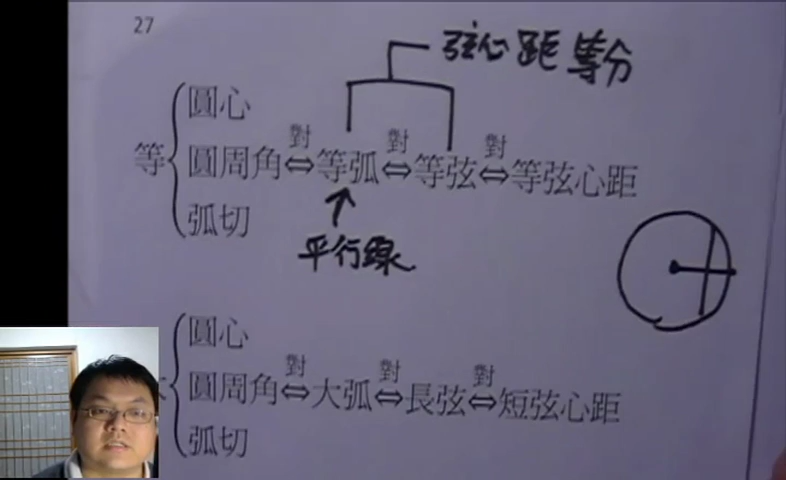 27
弦心距等分
圓心
對 對 對
等 圓周角⇔等弧⇔等弦⇔等弦心距
弧切
平行線
圓心
對 對 對
圓周角⇔大弧⇔長弦⇔短弦心距
弧切